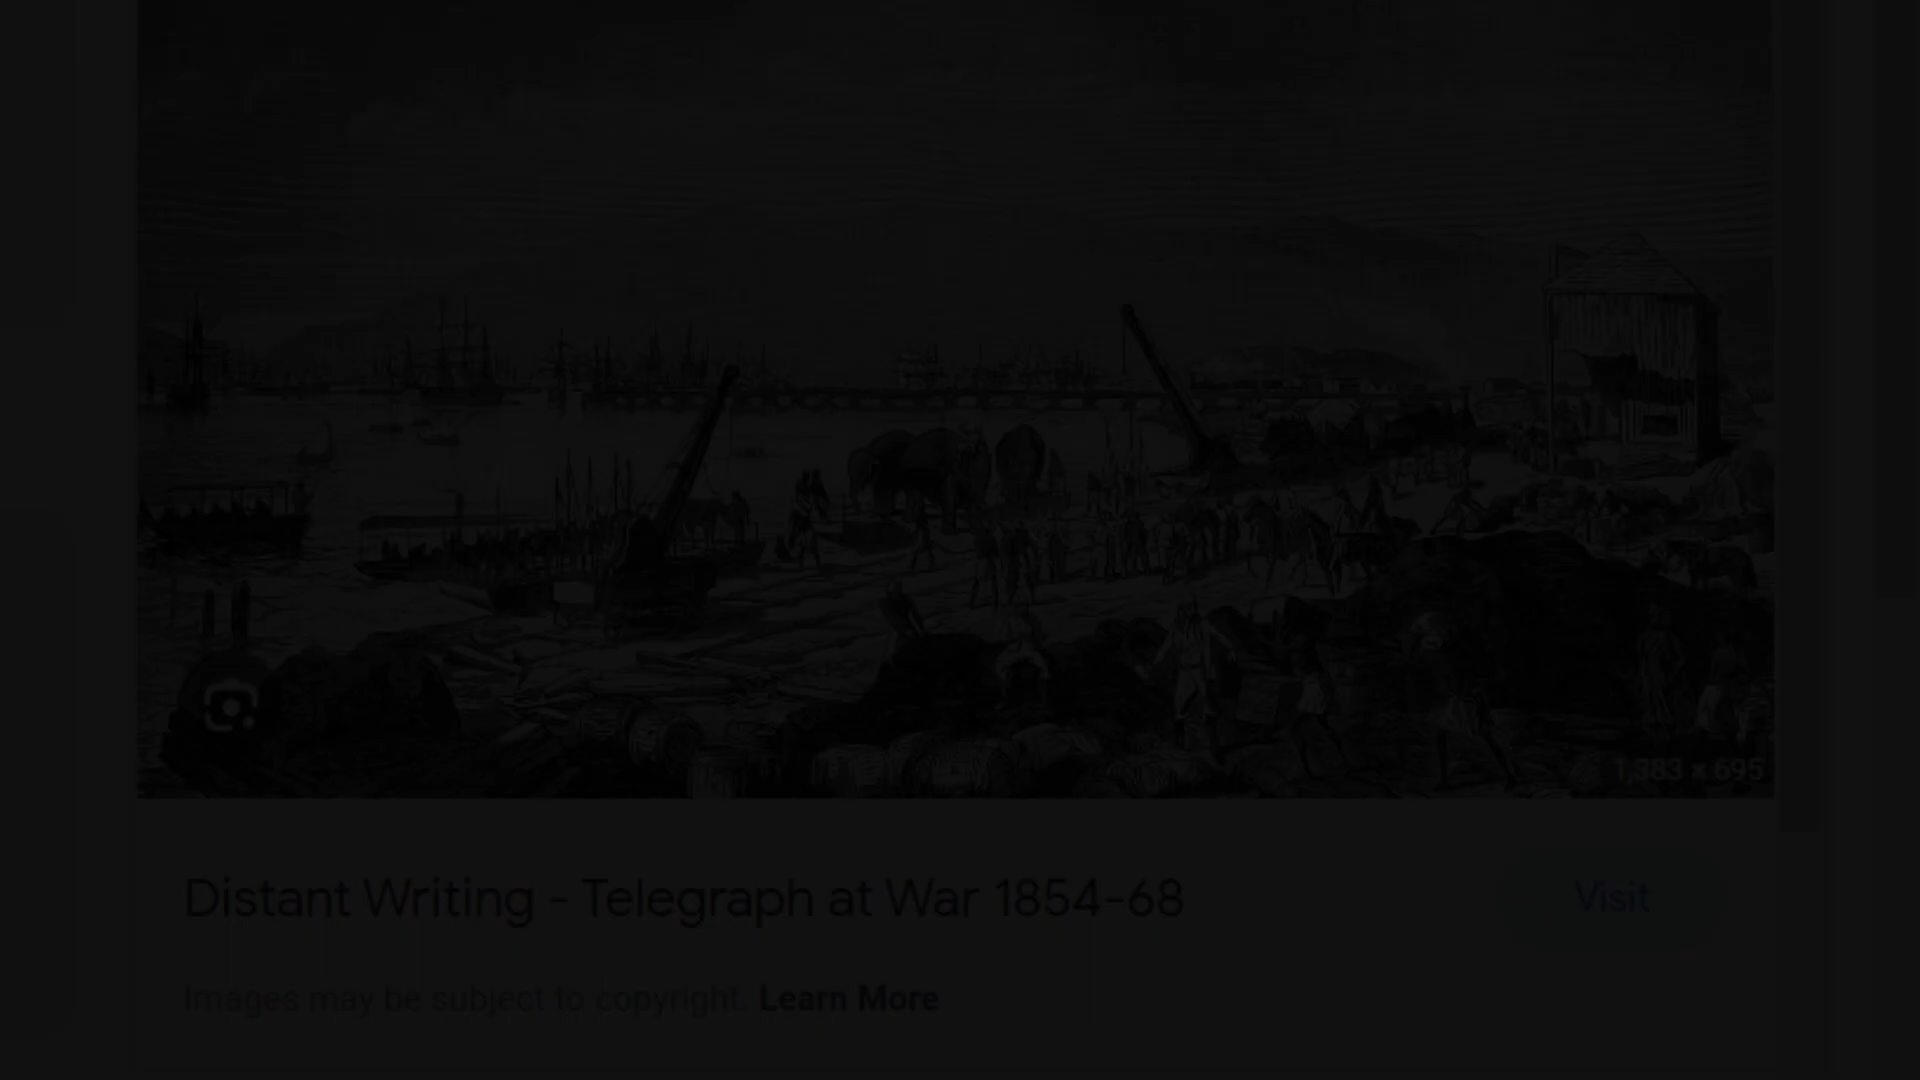 1,383 x 695
Distant Writing - Telegraph at War 1854-68
Visit
Images may be subject to copyright. Learn More